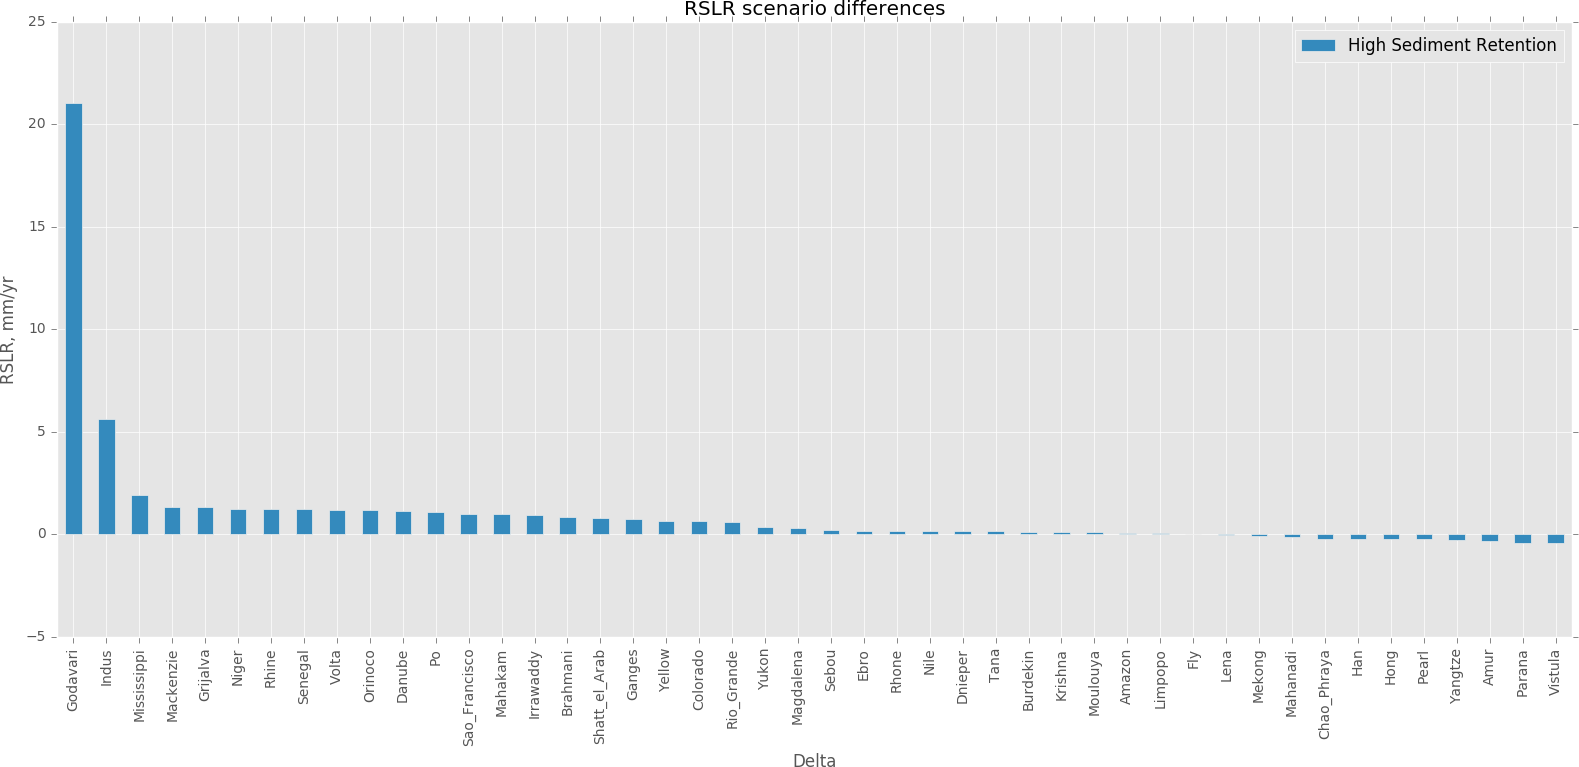 RSLR scenario differences
High Sediment Retention
25
20
15
10
5
0
−5
RSLR, mm/yr
Godavari
Indus
Mississippi
Mackenzie
Grijalva
Niger
Rhine
Senegal
Volta
Orinoco
Danube
Po
Sao_Francisco
Mahakam
Irrawaddy
Brahmani
Shatt_el_Arab
Ganges
Yellow
Colorado
Rio_Grande
Yukon
Magdalena
Sebou
Ebro
Rhone
Nile
Dnieper
Tana
Burdekin
Krishna
Moulouya
Amazon
Limpopo
Fly
Lena
Mekong
Mahanadi
Chao_Phraya
Han
Hong
Pearl
Yangtze
Amur
Parana
Vistula
Delta